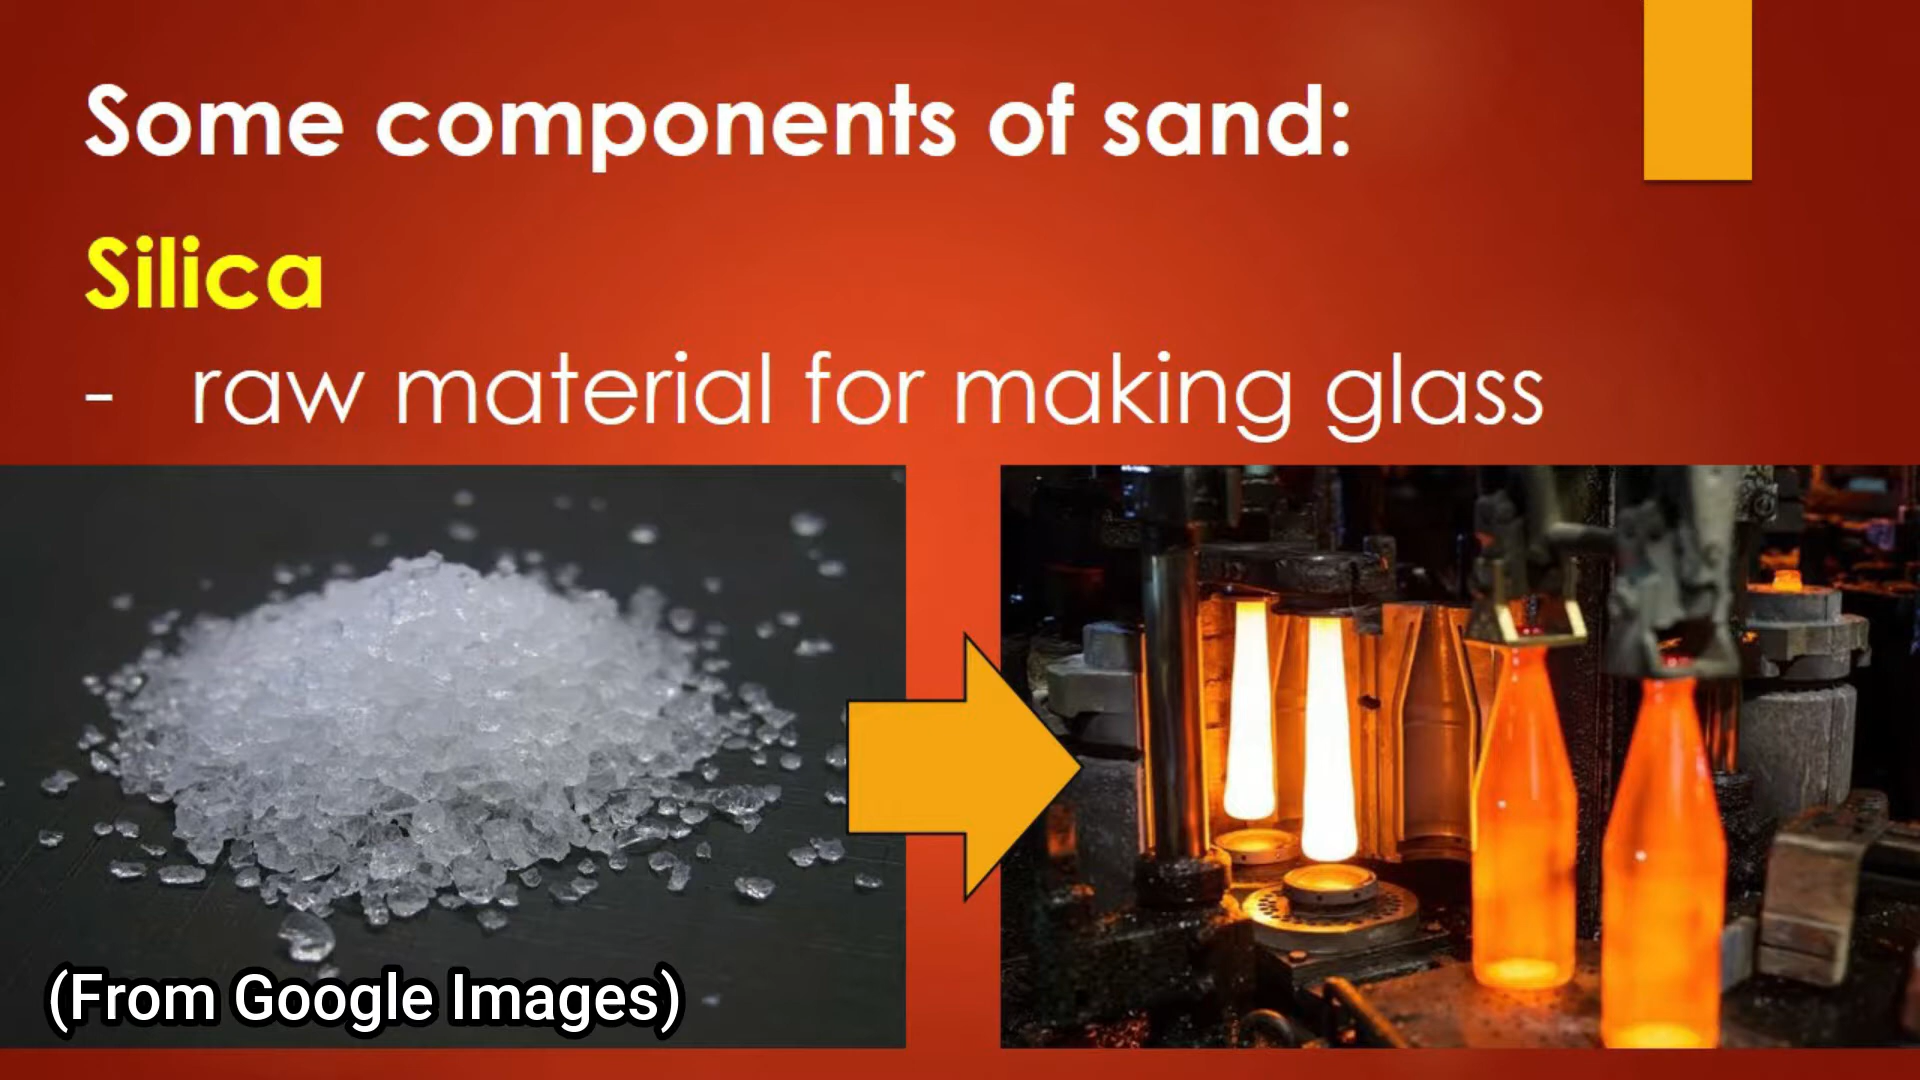 Some components of sand:
Silica
- raw material for making glass
(From Google Images)